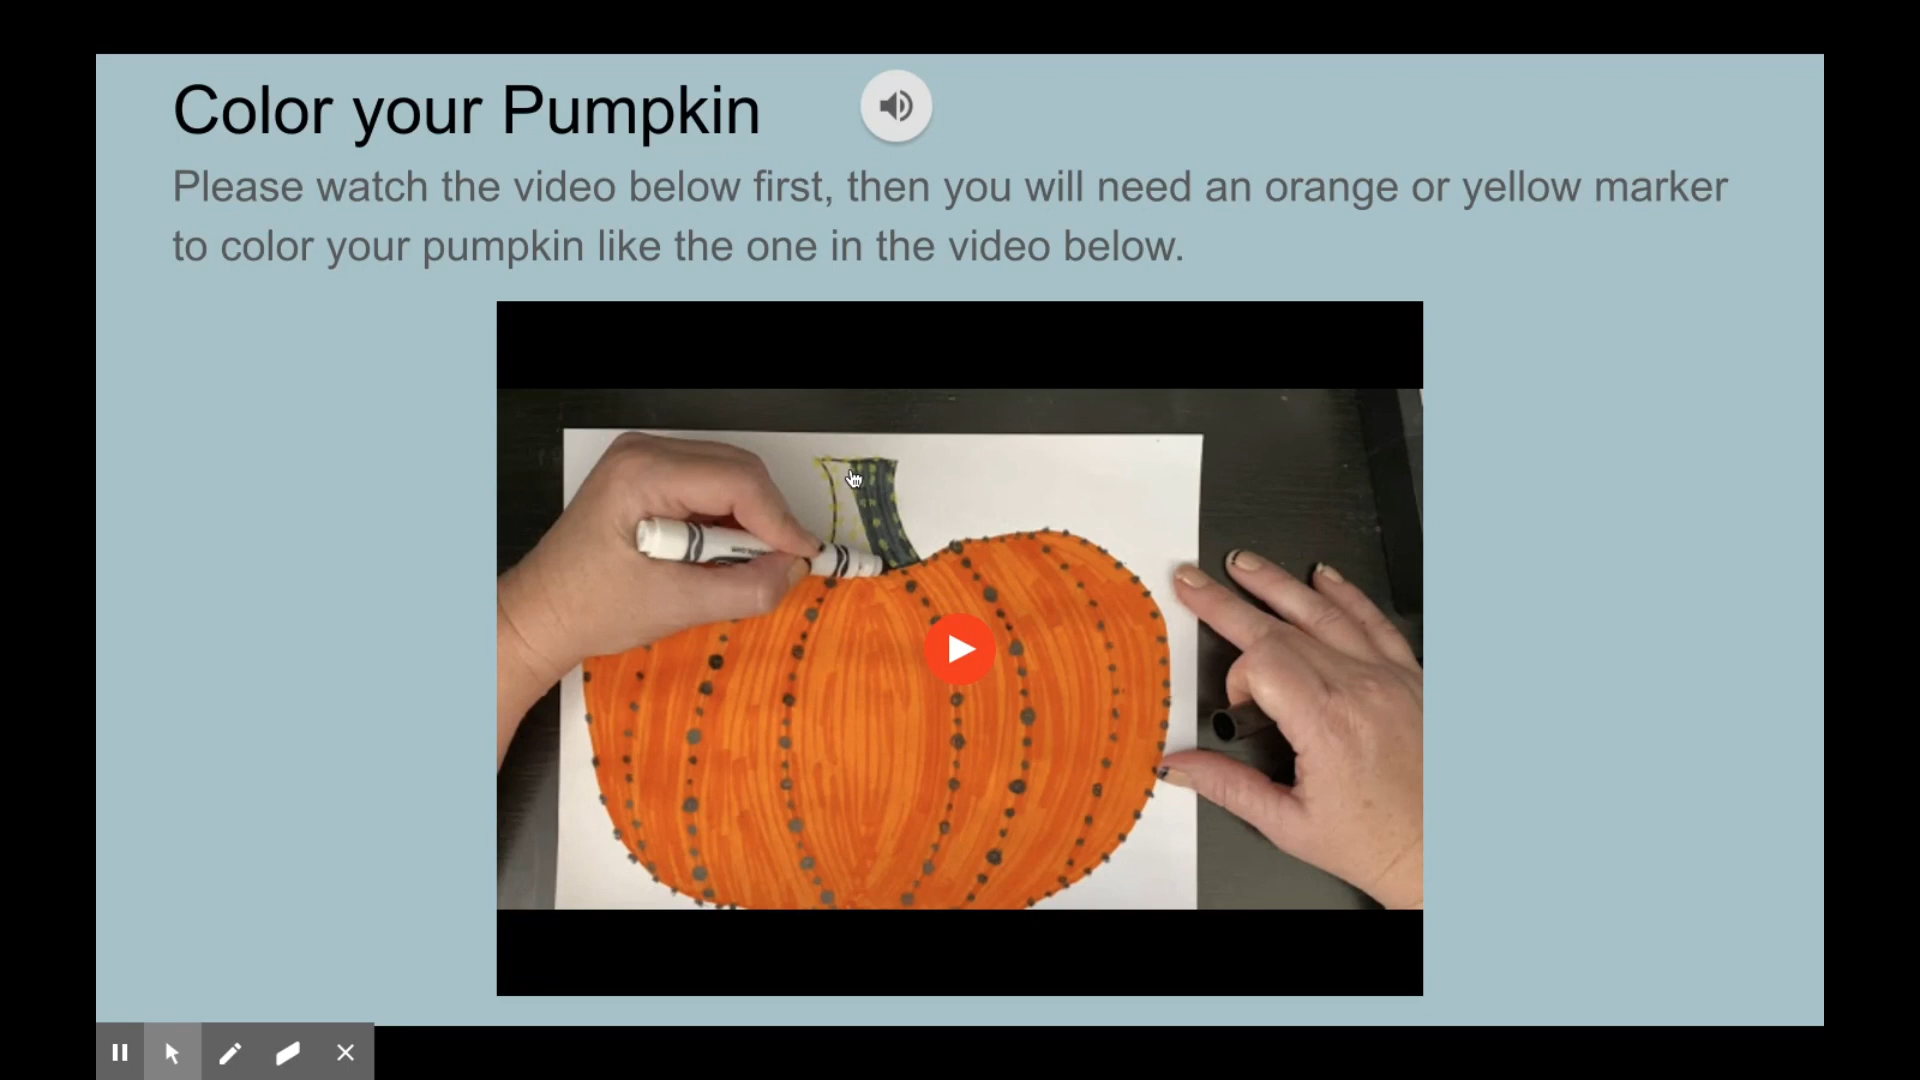 Color your Pumpkin
Please watch the video below first, then you will need an orange or yellow marker
to color your pumpkin like the one in the video below.